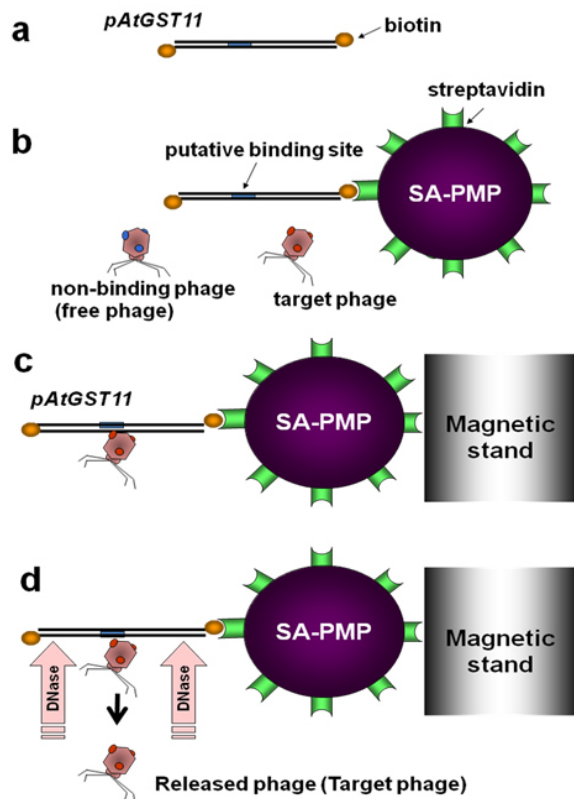 a
pAtGST11
biotin
streptavidin
b
putative binding site
SA-PMP
non-binding phage
(free phage)
target phage
c
pAtGST11
SA-PMP
Magnetic
stand
d
SA-PMP
Magnetic
stand
DNase
DNase
Released phage (Target phage)